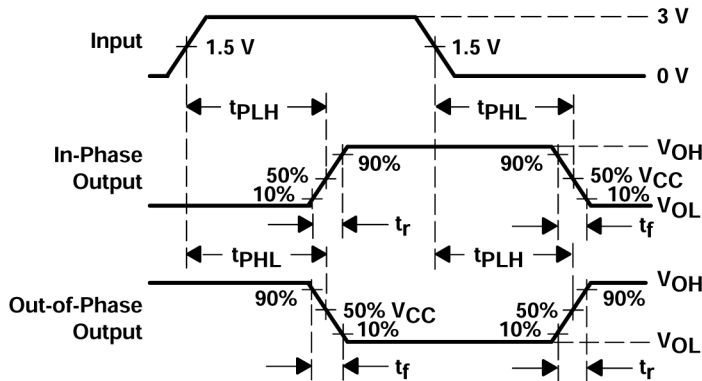 3 V
Input
1.5 V
1.5 V
0 V
tPLH
tPHL
In-Phase
Output
VOH
90%
90%
50%
50% VCC
10%
10%
VOL
tr
tf
tPHL
tPLH
Out-of-Phase
Output
VOH
90%
90%
50% VCC
50%
10%
10%
VOL
tf
tr